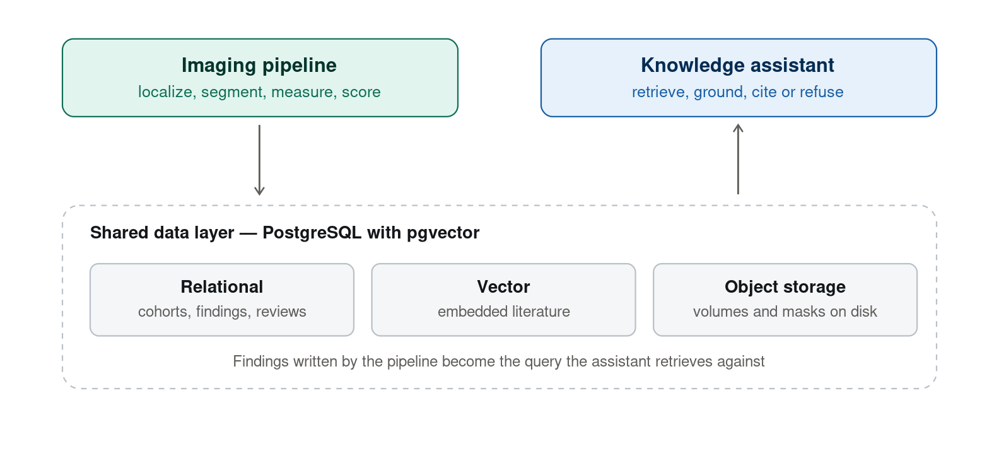 Imaging pipeline
localize, segment, measure, score
Knowledge assistant
retrieve, ground, cite or refuse
Shared data layer — PostgreSQL with pgvector
Relational
cohorts, findings, reviews
Vector
embedded literature
Object storage
volumes and masks on disk
Findings written by the pipeline become the query the assistant retrieves against